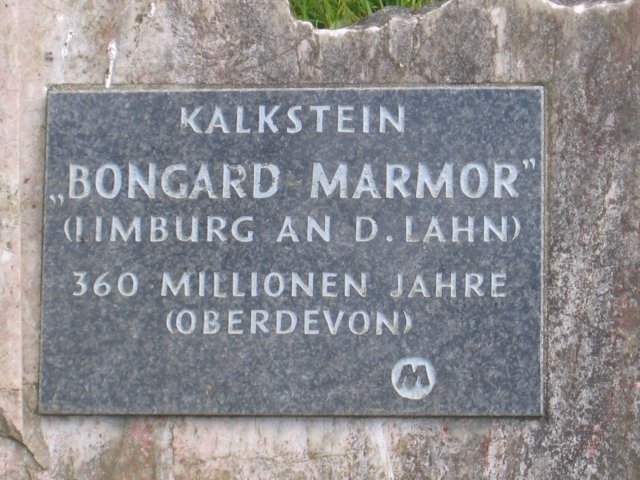 KALKSTEIN
„BONGARD MARMOR"
(LIMBURG AN D. LAHN)
360 MILLIONEN JAHRE
(OBERDEVON)
M